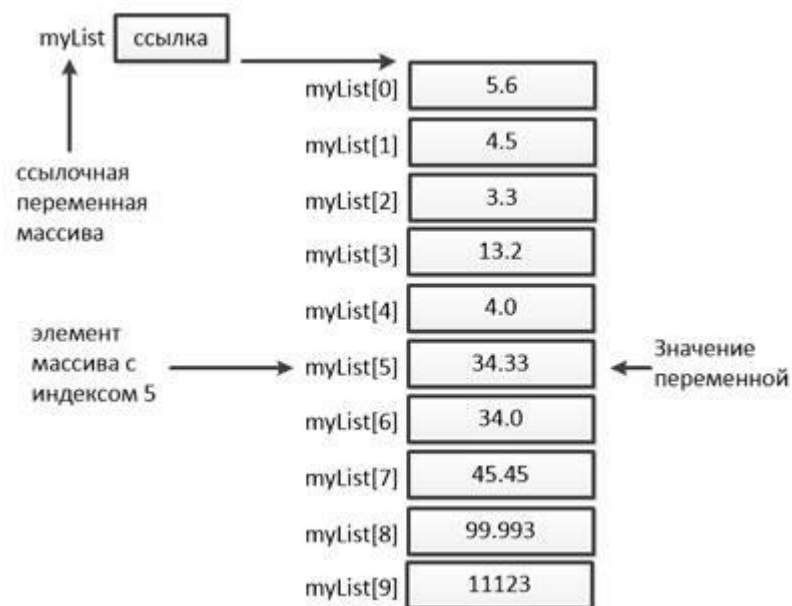 myList ссылка
myList[0] 5.6
myList[1] 4.5
ссылочная
переменная
массива
myList[2] 3.3
myList[3] 13.2
myList[4] 4.0
элемент
массива с
индексом 5
myList[5] 34.33
Значение
переменной
myList[6] 34.0
myList[7] 45.45
myList[8] 99.993
myList[9] 11123